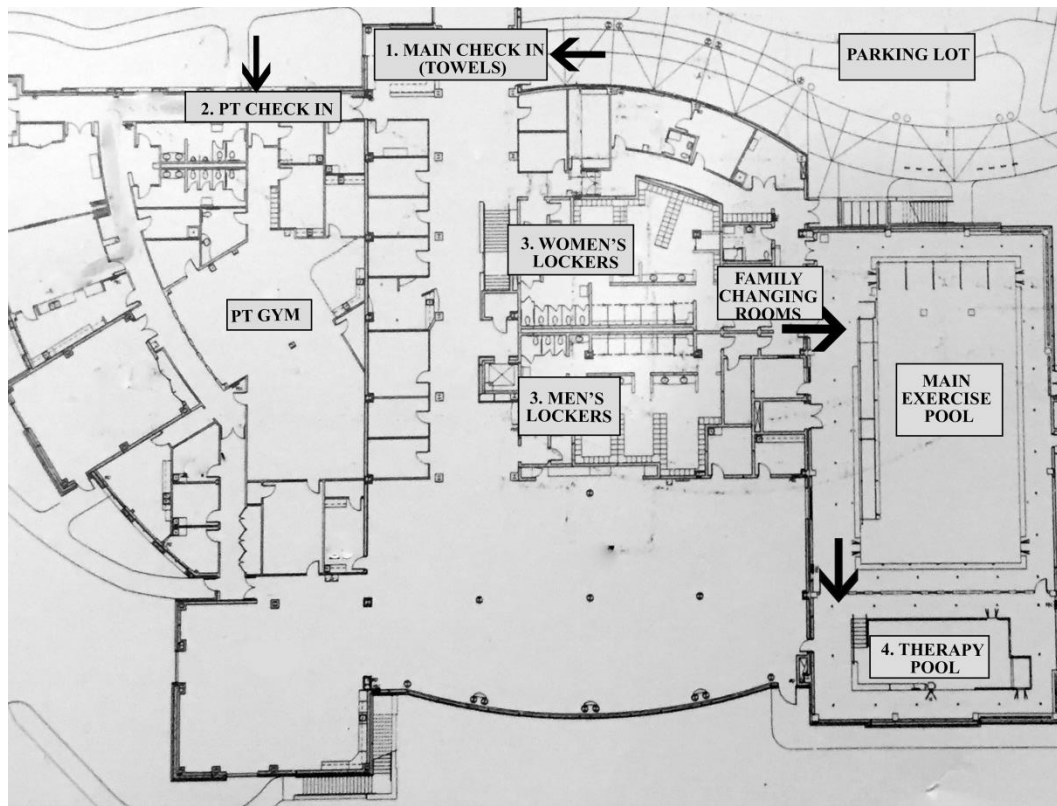 1. MAIN CHECK IN
(TOWELS)
PARKING LOT
2. PT CHECK IN
3. WOMEN'S
LOCKERS
FAMILY
CHANGING
ROOMS
PT GYM
MAIN
EXERCISE
POOL
3. MEN'S
LOCKERS
4. THERAPY
POOL